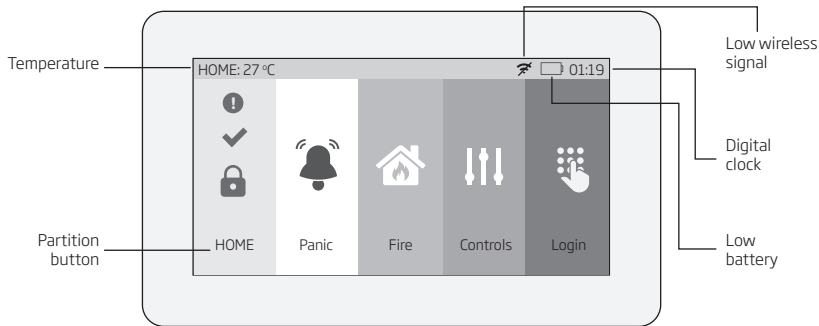 Temperature
HOME: 27 ºC
01:19
Low wireless
signal
Digital
clock
Partition
button
HOME
Panic
Fire
Controls
Login
Low
battery